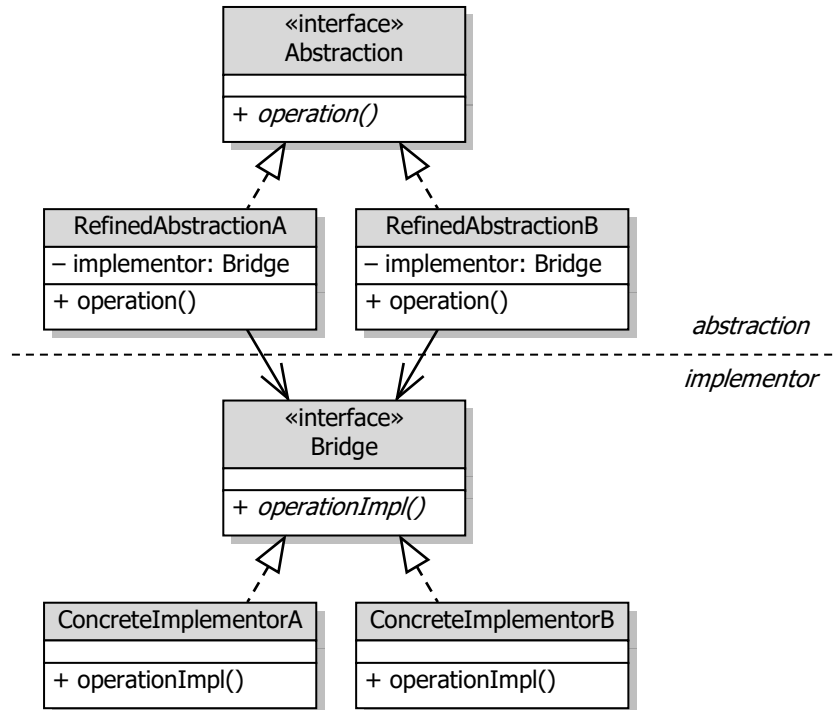 «interface»
Abstraction
+ operation()
RefinedAbstractionA
– implementor: Bridge
+ operation()
RefinedAbstractionB
– implementor: Bridge
+ operation()
abstraction
implementor
«interface»
Bridge
+ operationImpl()
ConcreteImplementorA
+ operationImpl()
ConcreteImplementorB
+ operationImpl()